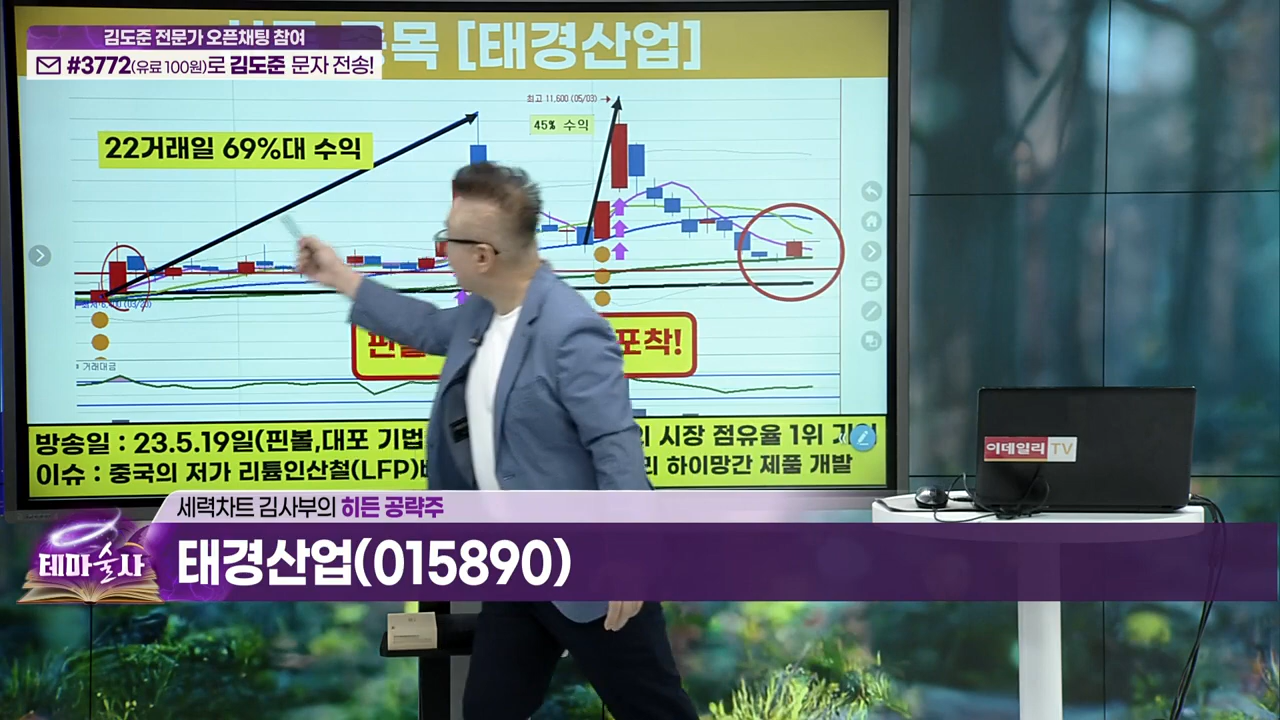 김도준 전문가 오픈채팅 참여
#3772(유료 100원)로 김도준 문자 전송!
종목 [태경산업]
최고 11,600 (05/03)
45% 수익
22거래일 69%대 수익
포착!
거래대금
방송일 : 23.5.19일(핀볼,대포 기법 시장 점유율 1위
이슈 : 중국의 저가 리튬인산철(LFP) 하이망간 제품 개발
이데일리 TV
세력차트 김사부의 히든 공략주
테마술사
태경산업(015890)